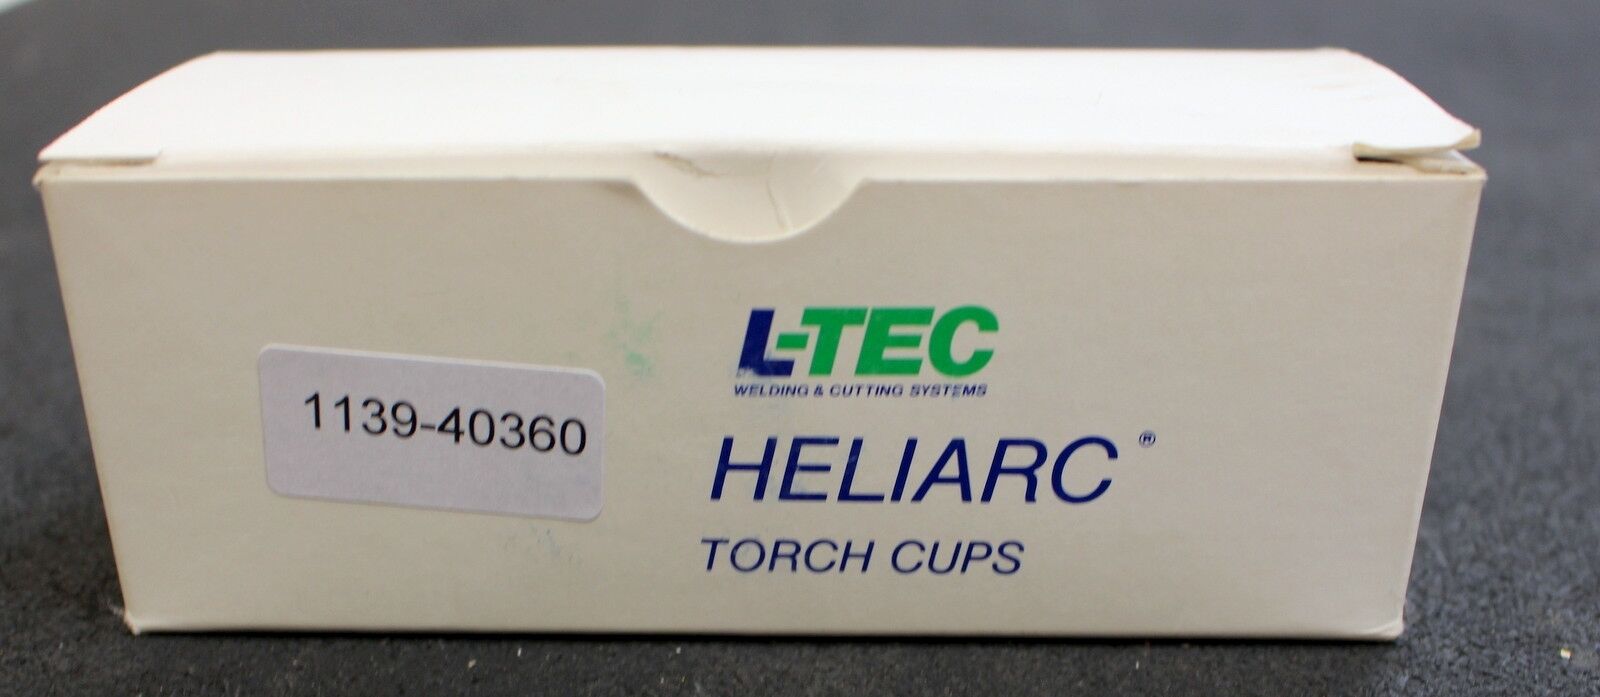 1139-40360
L-TEC
WELDING & CUTTING SYSTEMS
HELIARC®
TORCH CUPS